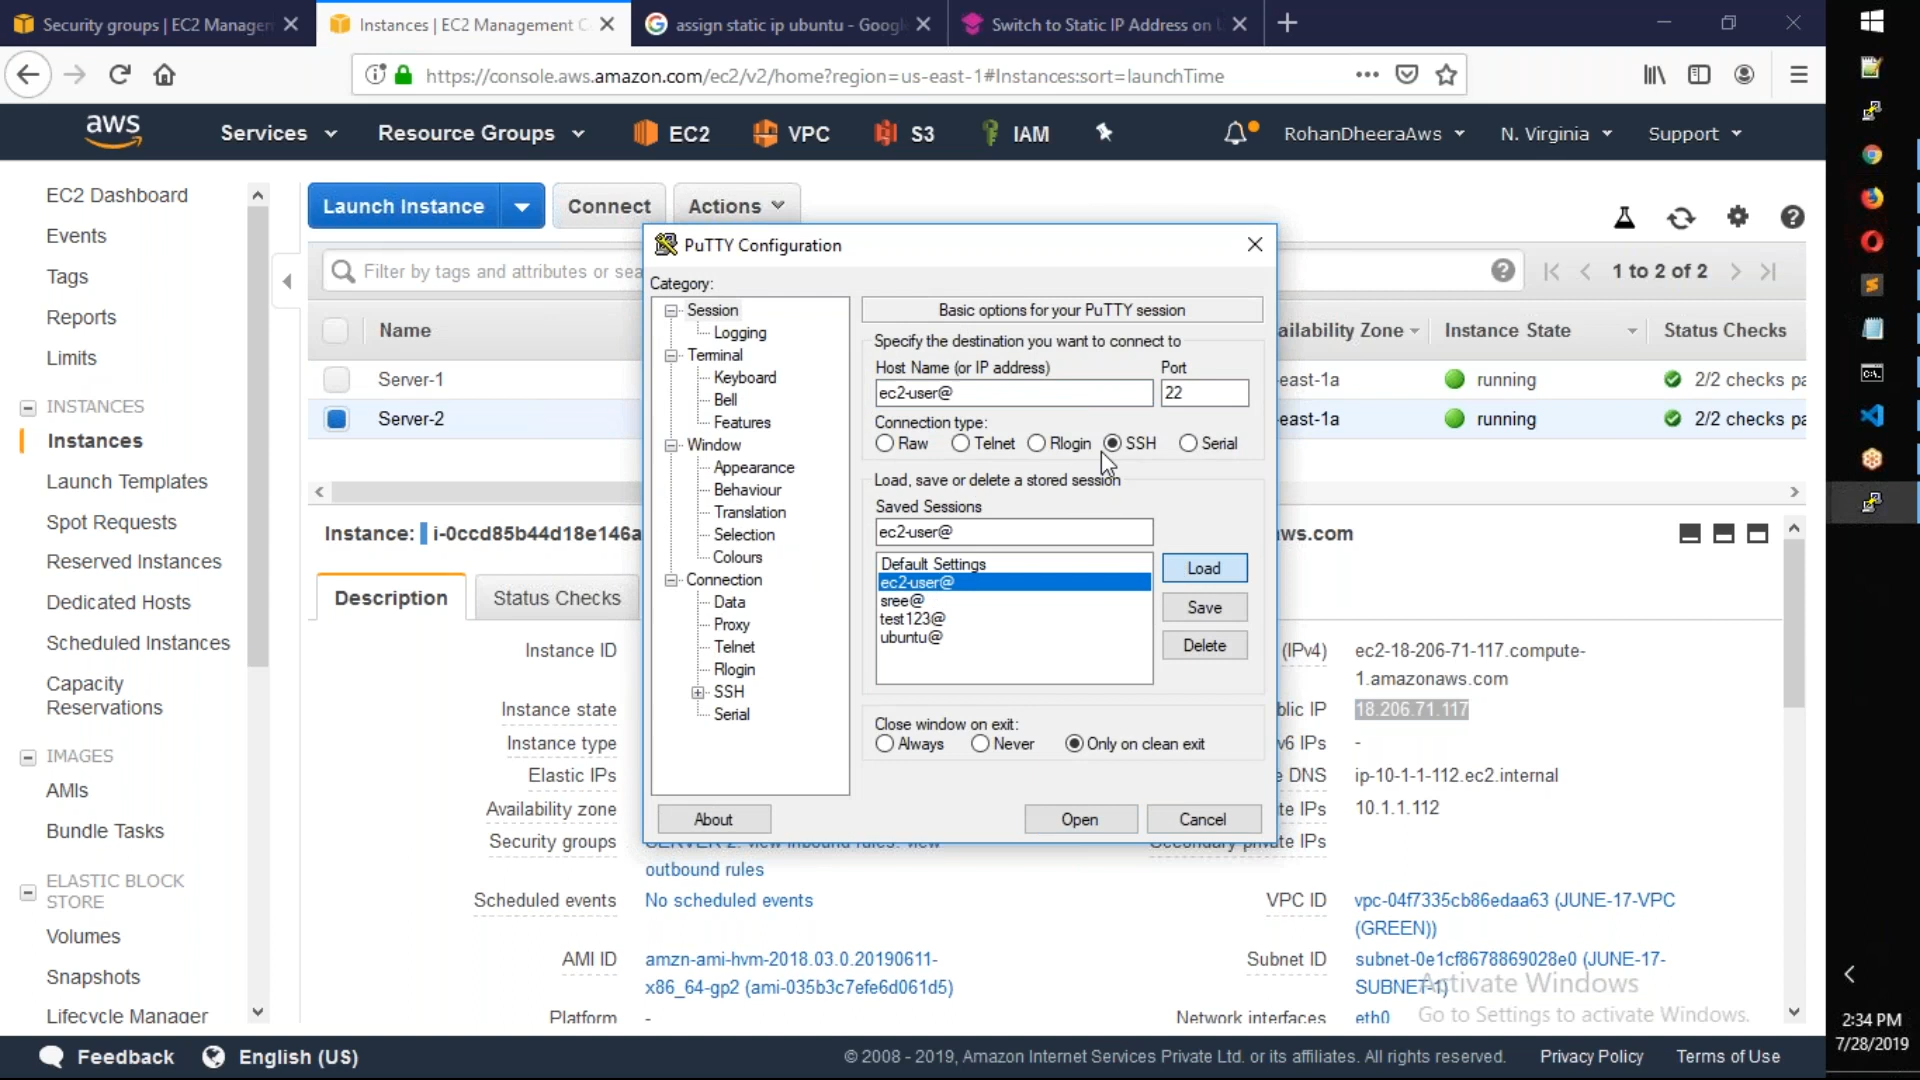 Security groups | EC2 Manager
Instances | EC2 Management C
assign static ip ubuntu - Google
Switch to Static IP Address on
https://console.aws.amazon.com/ec2/v2/home?region=us-east-1#Instances:sort=launchTime
aws
Services
Resource Groups
EC2
VPC
S3
IAM
RohanDheeraAws
N. Virginia
Support
EC2 Dashboard
Events
Tags
Reports
Limits
INSTANCES
Instances
Launch Templates
Spot Requests
Reserved Instances
Dedicated Hosts
Scheduled Instances
Capacity
Reservations
IMAGES
AMIs
Bundle Tasks
ELASTIC BLOCK
STORE
Volumes
Snapshots
Lifecycle Manager
Launch Instance
Connect
Actions
Filter by tags and attributes or sea
1 to 2 of 2
Name
ailability Zone
Instance State
Status Checks
Server-1
east-1a
running
2/2 checks pa
Server-2
east-1a
running
2/2 checks pa
Instance:
i-0ccd85b44d18e146a
ws.com
Description
Status Checks
Instance ID
(IPv4)
ec2-18-206-71-117.compute-
1.amazonaws.com
Instance state
blic IP
18.206.71.117
Instance type
v6 IPs
-
Elastic IPs
e DNS
ip-10-1-1-112.ec2.internal
Availability zone
te IPs
10.1.1.112
Security groups
SERVER-2. view inbound rules. view
outbound rules
Secondary private IPs
Scheduled events
No scheduled events
VPC ID
vpc-04f7335cb86edaa63 (JUNE-17-VPC
(GREEN))
AMI ID
amzn-ami-hvm-2018.03.0.20190611-
x86_64-gp2 (ami-035b3c7efe6d061d5)
Subnet ID
subnet-0e1cf8678869028e0 (JUNE-17-
SUBNET-1)
Platform
-
Network interfaces
eth0
PuTTY Configuration
Category:
Session
Logging
Terminal
Keyboard
Bell
Features
Window
Appearance
Behaviour
Translation
Selection
Colours
Connection
Data
Proxy
Telnet
Rlogin
SSH
Serial
Basic options for your PuTTY session
Specify the destination you want to connect to
Host Name (or IP address)
Port
ec2-user@
22
Connection type:
Raw
Telnet
Rlogin
SSH
Serial
Load, save or delete a stored session
Saved Sessions
ec2-user@
Default Settings
ec2-user@
sree@
test123@
ubuntu@
Load
Save
Delete
Close window on exit:
Always
Never
Only on clean exit
About
Open
Cancel
Activate Windows
Go to Settings to activate Windows.
Feedback
English (US)
© 2008 - 2019, Amazon Internet Services Private Ltd. or its affiliates. All rights reserved.
Privacy Policy
Terms of Use
2:34 PM
7/28/2019